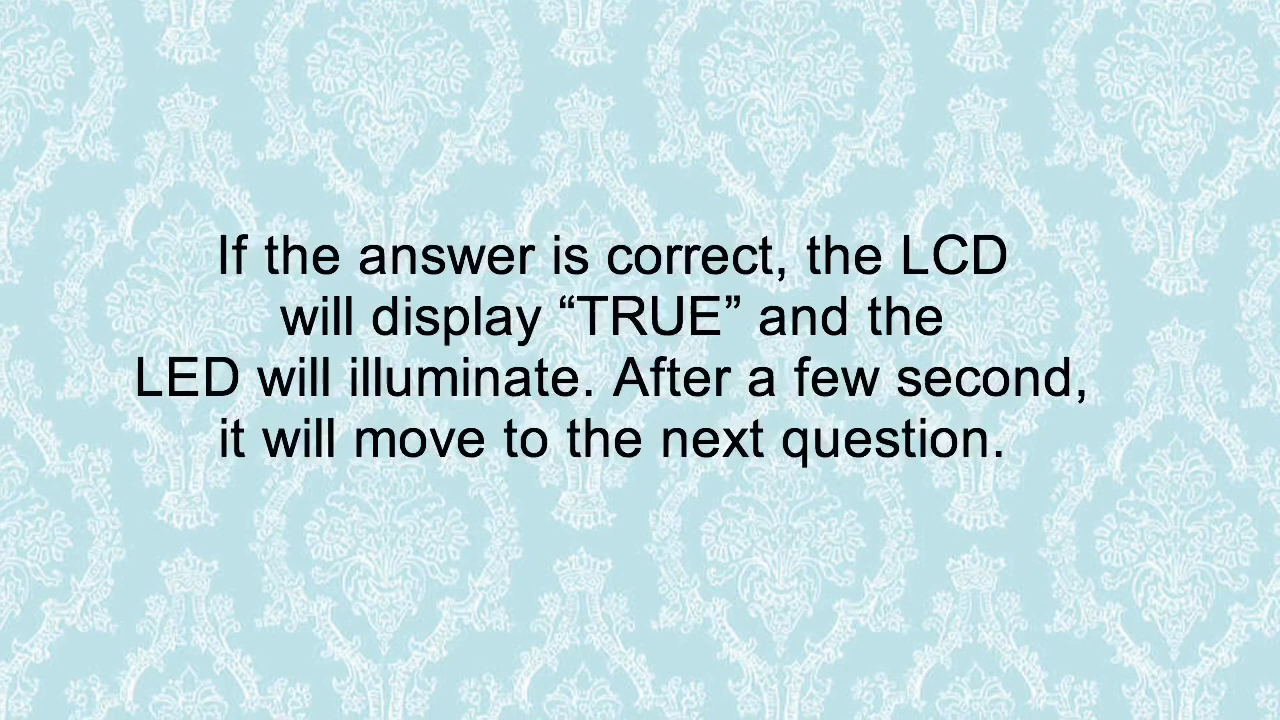 If the answer is correct, the LCD
will display “TRUE” and the
LED will illuminate. After a few second,
it will move to the next question.